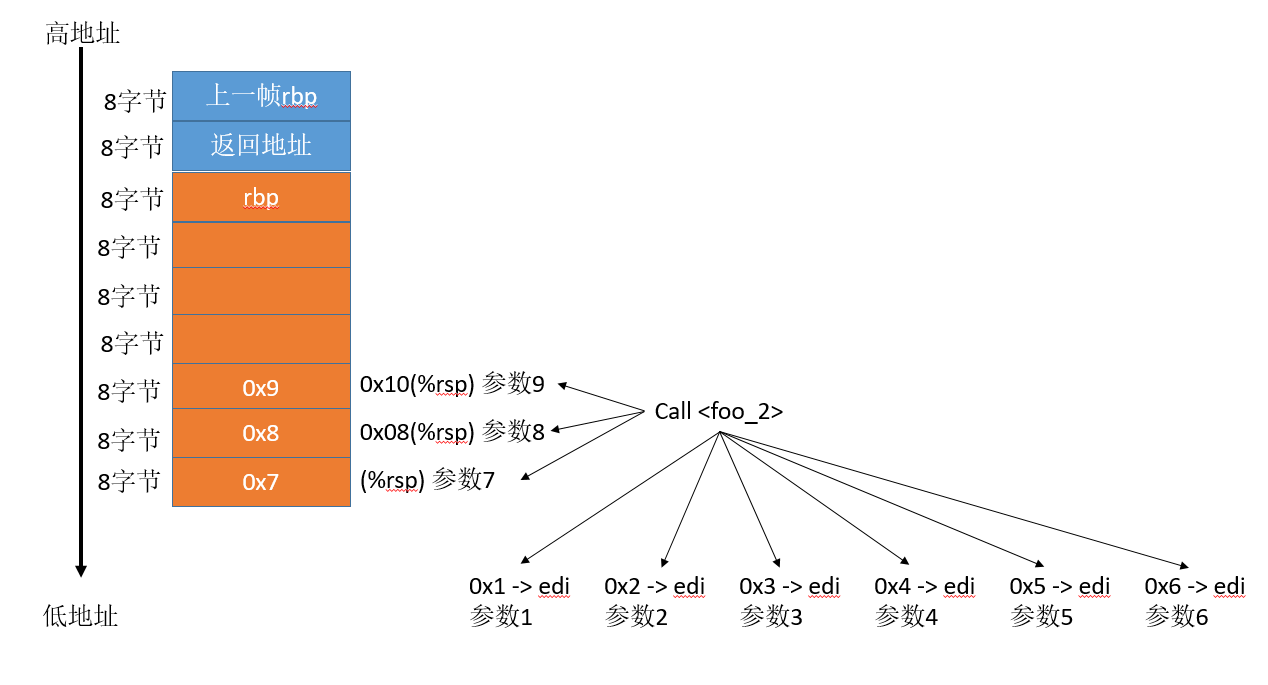 高地址
8字节 上一帧rbp
8字节 返回地址
8字节 rbp
8字节
8字节
8字节
8字节 0x9 0x10(%rsp) 参数9
Call <foo_2>
8字节 0x8 0x08(%rsp) 参数8
8字节 0x7 (%rsp) 参数7
0x1 -> edi
参数1
0x2 -> edi
参数2
0x3 -> edi
参数3
0x4 -> edi
参数4
0x5 -> edi
参数5
0x6 -> edi
参数6
低地址